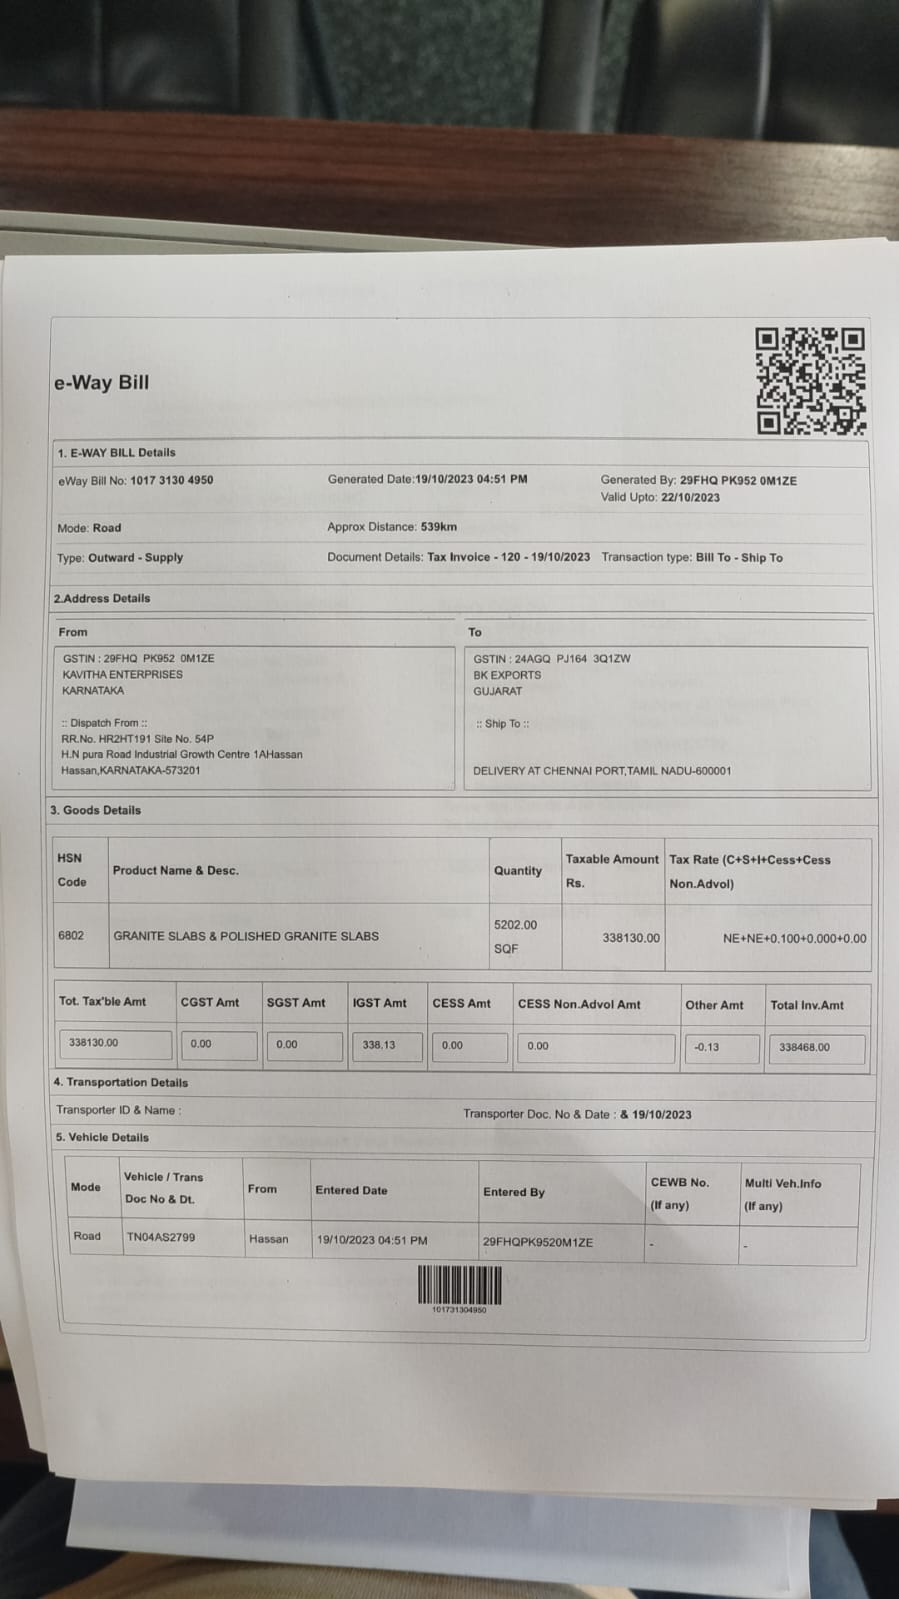 e-Way Bill
1. E-WAY BILL Details
eWay Bill No: 1017 3130 4950 Generated Date:19/10/2023 04:51 PM Generated By: 29FHQ PK952 0M1ZE
Valid Upto: 22/10/2023
Mode: Road Approx Distance: 539km
Type: Outward - Supply Document Details: Tax Invoice - 120 - 19/10/2023 Transaction type: Bill To - Ship To
2.Address Details
From
GSTIN : 29FHQ PK952 0M1ZE
KAVITHA ENTERPRISES
KARNATAKA
:: Dispatch From ::
RR.No. HR2HT191 Site No. 54P
H.N pura Road Industrial Growth Centre 1AHassan
Hassan,KARNATAKA-573201
To
GSTIN : 24AGQ PJ164 3Q1ZW
BK EXPORTS
GUJARAT
:: Ship To ::
DELIVERY AT CHENNAI PORT,TAMIL NADU-600001
3. Goods Details
HSN Code Product Name & Desc. Quantity Taxable Amount Rs. Tax Rate (C+S+I+Cess+Cess Non.Advol)
6802 GRANITE SLABS & POLISHED GRANITE SLABS 5202.00 SQF 338130.00 NE+NE+0.100+0.000+0.00
Tot. Tax'ble Amt CGST Amt SGST Amt IGST Amt CESS Amt CESS Non.Advol Amt Other Amt Total Inv.Amt
338130.00 0.00 0.00 338.13 0.00 0.00 -0.13 338468.00
4. Transportation Details
Transporter ID & Name : Transporter Doc. No & Date : & 19/10/2023
5. Vehicle Details
Mode Vehicle / Trans Doc No & Dt. From Entered Date Entered By CEWB No. (If any) Multi Veh.Info (If any)
Road TN04AS2799 Hassan 19/10/2023 04:51 PM 29FHQPK9520M1ZE - -
101731304950